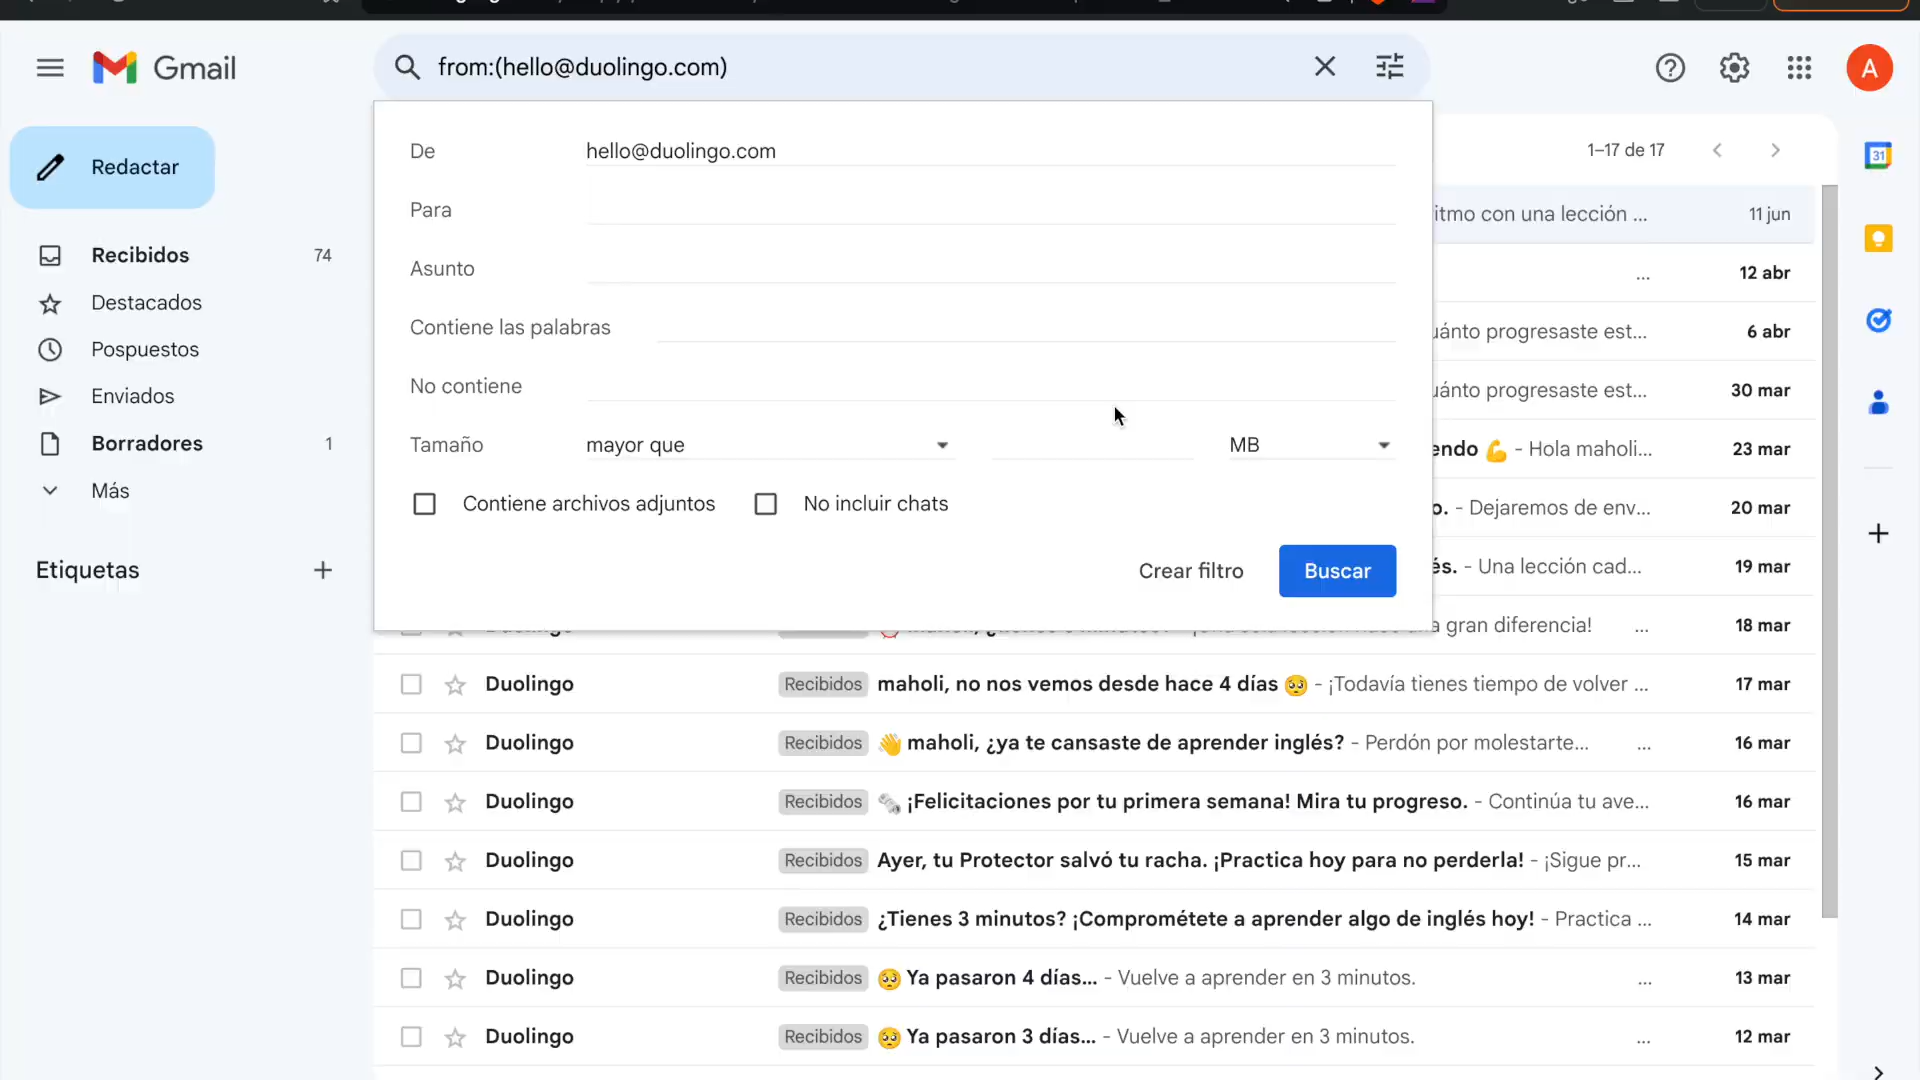 Gmail
from:(hello@duolingo.com)
A
Redactar
Recibidos 74
Destacados
Pospuestos
Enviados
Borradores 1
Más
Etiquetas
De hello@duolingo.com
Para
Asunto
Contiene las palabras
No contiene
Tamaño mayor que MB
Contiene archivos adjuntos No incluir chats
Crear filtro Buscar
1–17 de 17
31
itmo con una lección ... 11 jun
... 12 abr
uánto progresaste est... 6 abr
uánto progresaste est... 30 mar
endo 💪 - Hola maholi... 23 mar
o. - Dejaremos de env... 20 mar
és. - Una lección cad... 19 mar
a gran diferencia! ... 18 mar
Duolingo Recibidos maholi, no nos vemos desde hace 4 días 🥺 - ¡Todavía tienes tiempo de volver ... 17 mar
Duolingo Recibidos 👋 maholi, ¿ya te cansaste de aprender inglés? - Perdón por molestarte... ... 16 mar
Duolingo Recibidos 🗞️ ¡Felicitaciones por tu primera semana! Mira tu progreso. - Continúa tu ave... 16 mar
Duolingo Recibidos Ayer, tu Protector salvó tu racha. ¡Practica hoy para no perderla! - ¡Sigue pr... 15 mar
Duolingo Recibidos ¿Tienes 3 minutos? ¡Comprométete a aprender algo de inglés hoy! - Practica ... 14 mar
Duolingo Recibidos 🥺 Ya pasaron 4 días... - Vuelve a aprender en 3 minutos. ... 13 mar
Duolingo Recibidos 🥺 Ya pasaron 3 días... - Vuelve a aprender en 3 minutos. ... 12 mar